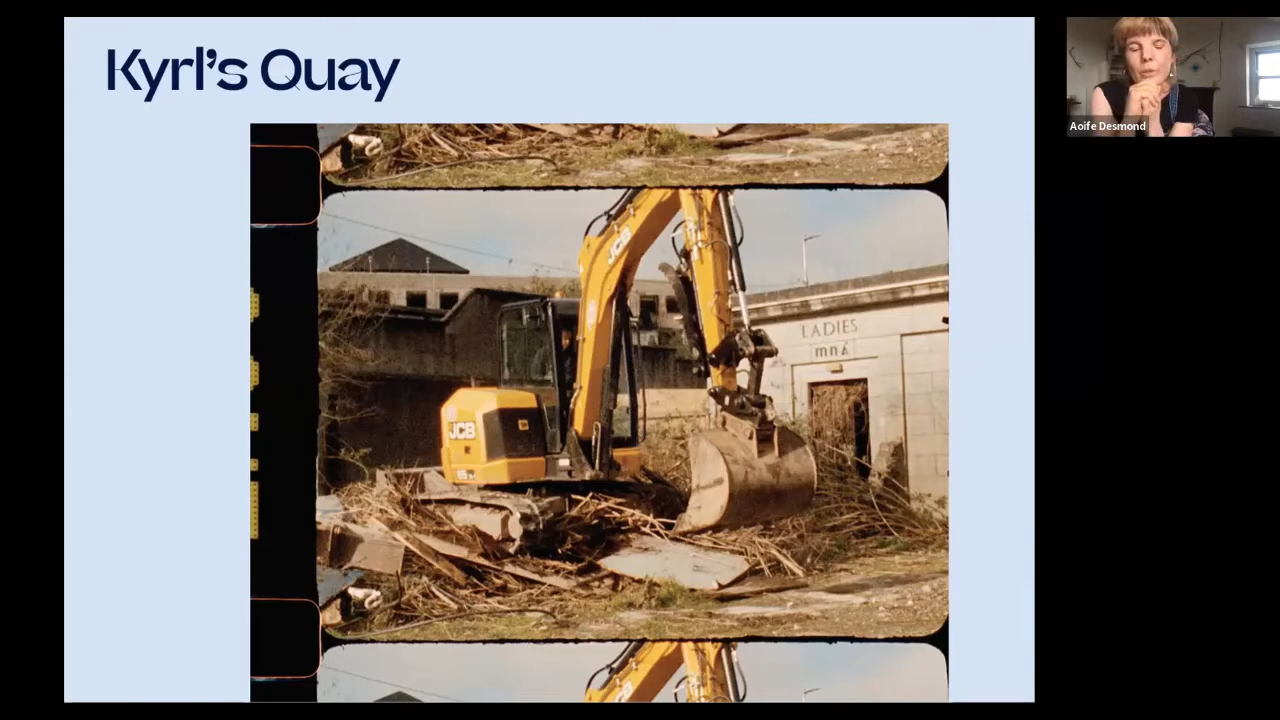 Kyrl's Quay
Aoife Desmond
JCB
LADIES
mná
JCB